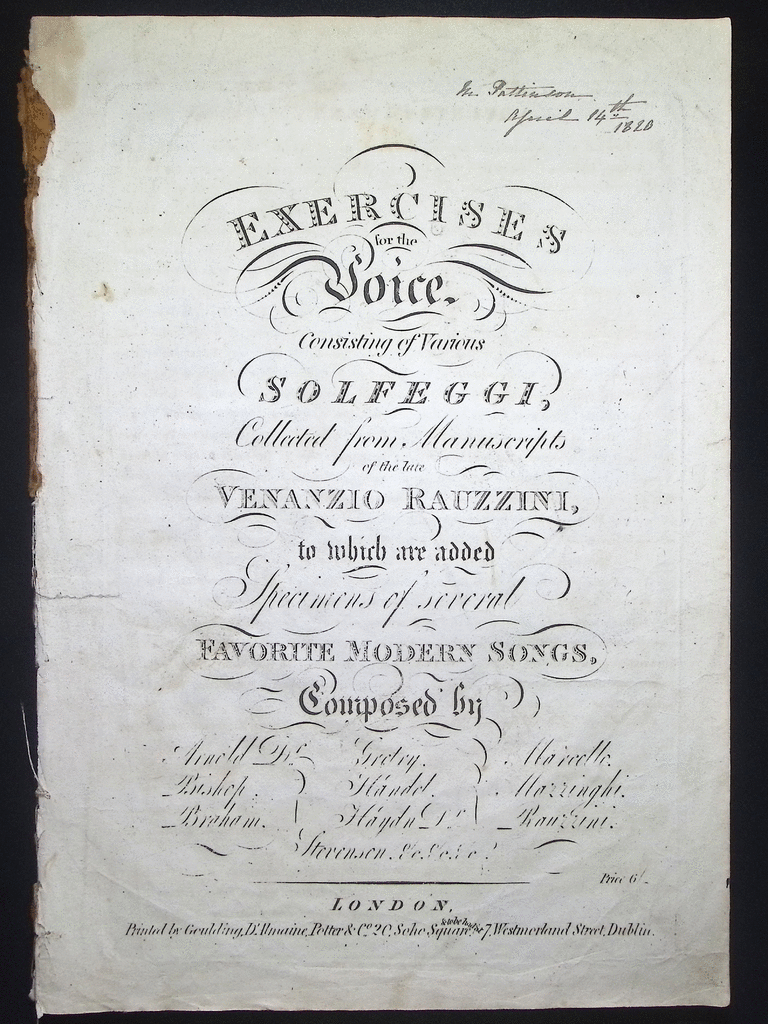 M. Pattinson
April 14th 1820
EXERCISES
for the
Voice.
Consisting of Various
SOLFEGGI,
Collected from Manuscripts
of the late
VENANZIO RAUZZINI,
to which are added
Specimens of several
FAVORITE MODERN SONGS,
Composed by
Arnold Dr. Gretry. Marcello.
Bishop. Handel. Mazzinghi.
Braham. Haydn Dr. Rauzzini.
Stevenson &c. &c. &c.
Price 6/-
LONDON,
Printed by Goulding, D'Almaine, Potter & Co. 20, Soho Square, & to be had at 7, Westmorland Street, Dublin.